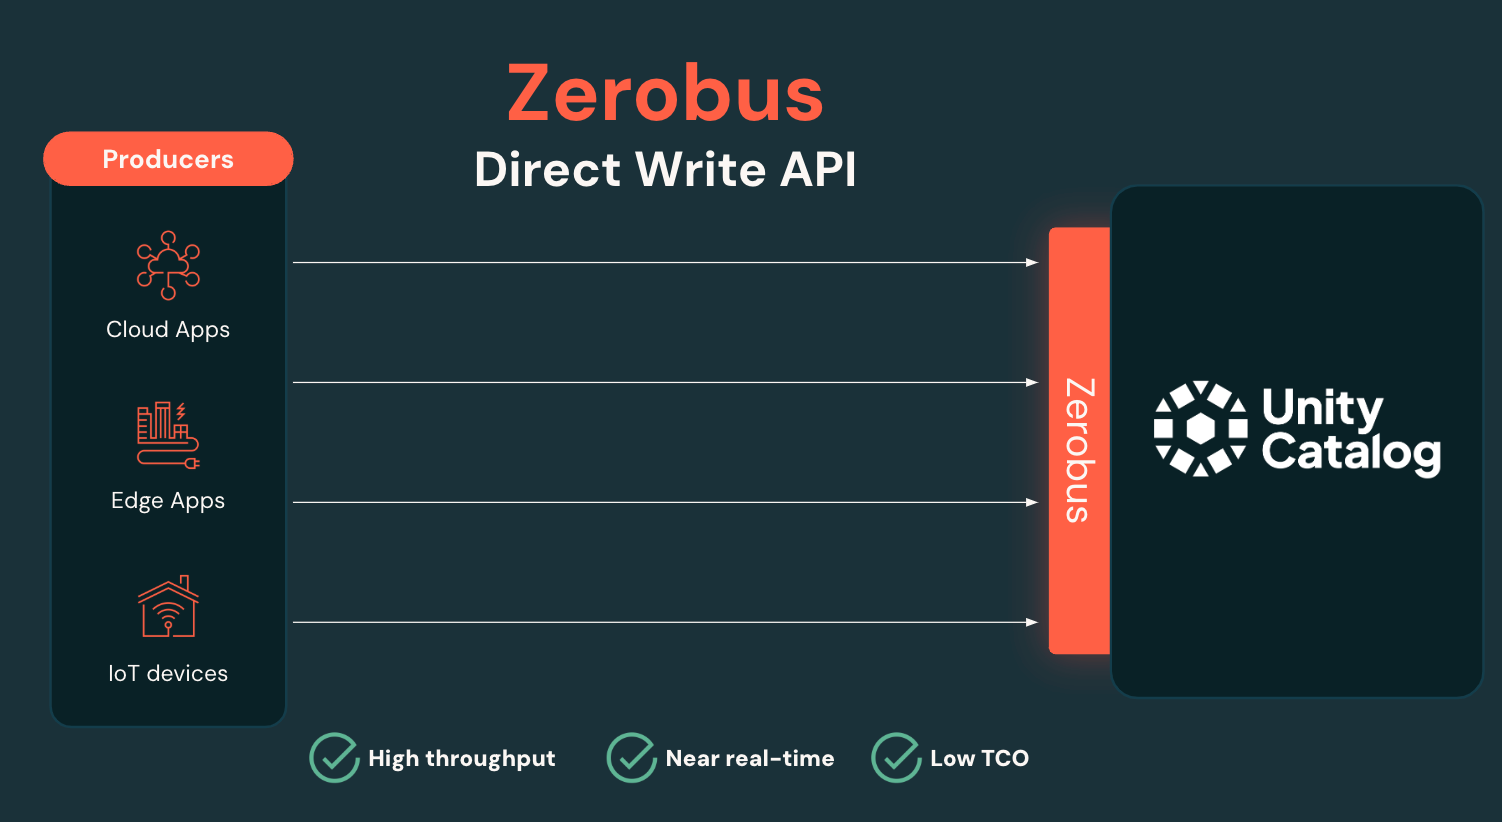 Zerobus
Direct Write API
Producers
Cloud Apps
Edge Apps
IoT devices
Zerobus
Unity
Catalog
High throughput
Near real-time
Low TCO